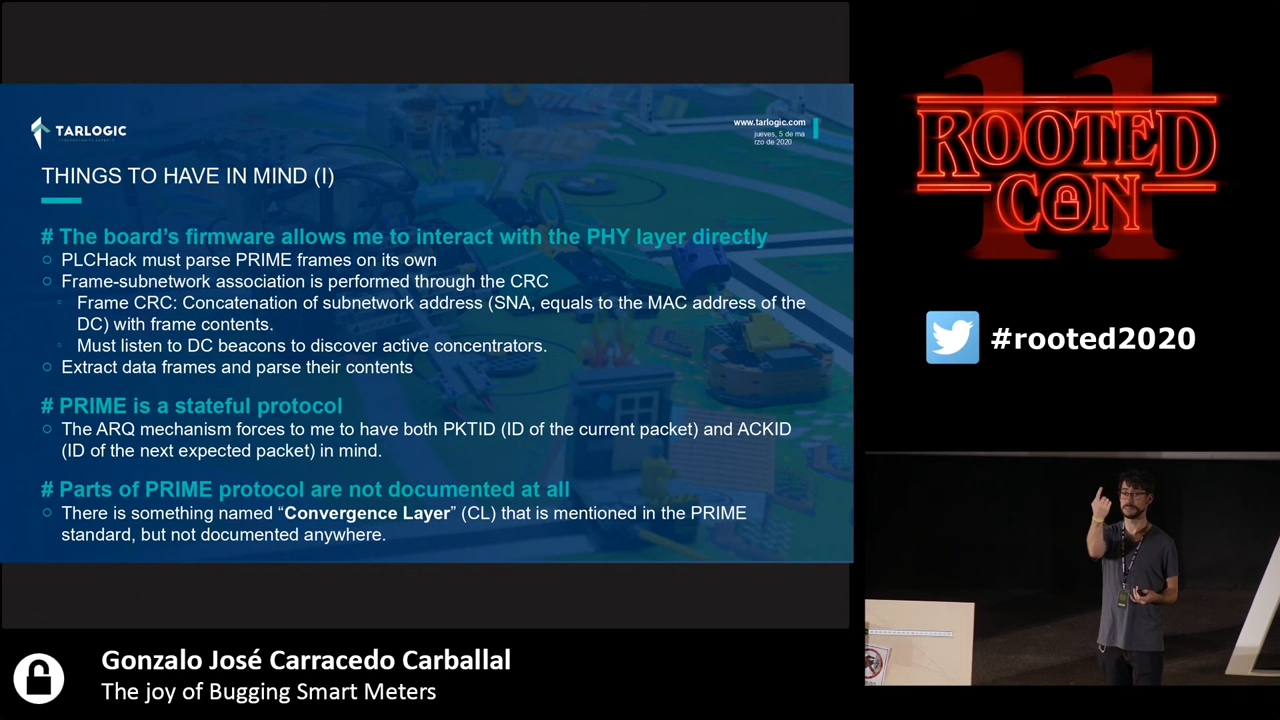 TARLOGIC
www.tarlogic.com
jueves, 5 de ma
rzo de 2020
THINGS TO HAVE IN MIND (I)
# The board's firmware allows me to interact with the PHY layer directly
PLCHack must parse PRIME frames on its own
Frame-subnetwork association is performed through the CRC
Frame CRC: Concatenation of subnetwork address (SNA, equals to the MAC address of the
DC) with frame contents.
Must listen to DC beacons to discover active concentrators.
Extract data frames and parse their contents
# PRIME is a stateful protocol
The ARQ mechanism forces to me to have both PKTID (ID of the current packet) and ACKID
(ID of the next expected packet) in mind.
# Parts of PRIME protocol are not documented at all
There is something named “Convergence Layer” (CL) that is mentioned in the PRIME
standard, but not documented anywhere.
11
ROOTED
CON
#rooted2020
Gonzalo José Carracedo Carballal
The joy of Bugging Smart Meters